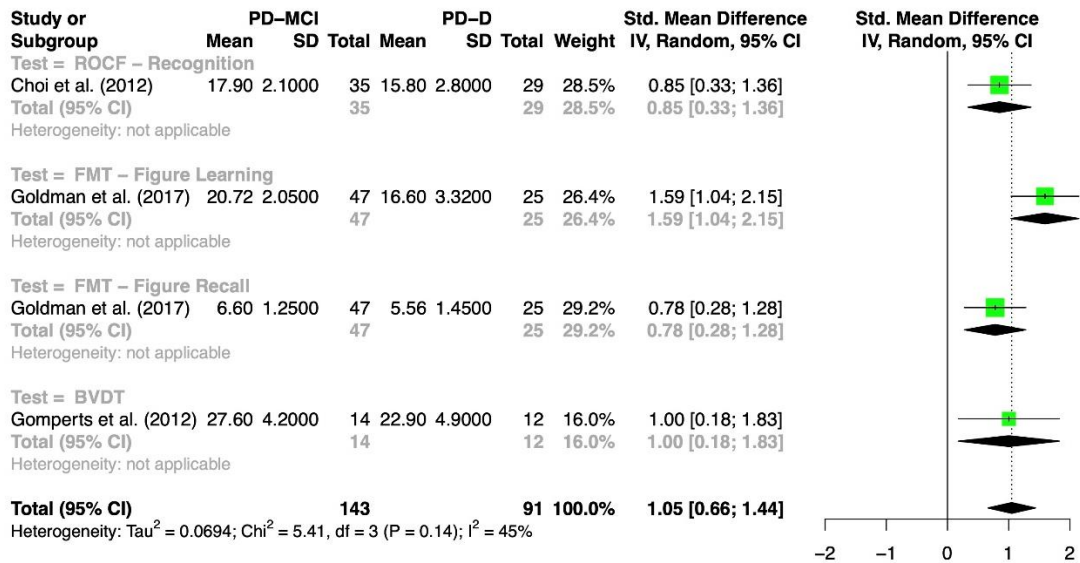 Study or PD−MCI PD−D Std. Mean Difference Std. Mean Difference
Subgroup Mean SD Total Mean SD Total Weight IV, Random, 95% CI IV, Random, 95% CI
Test = ROCF − Recognition
Choi et al. (2012) 17.90 2.1000 35 15.80 2.8000 29 28.5% 0.85 [0.33; 1.36]
Total (95% CI) 35 29 28.5% 0.85 [0.33; 1.36]
Heterogeneity: not applicable
Test = FMT − Figure Learning
Goldman et al. (2017) 20.72 2.0500 47 16.60 3.3200 25 26.4% 1.59 [1.04; 2.15]
Total (95% CI) 47 25 26.4% 1.59 [1.04; 2.15]
Heterogeneity: not applicable
Test = FMT − Figure Recall
Goldman et al. (2017) 6.60 1.2500 47 5.56 1.4500 25 29.2% 0.78 [0.28; 1.28]
Total (95% CI) 47 25 29.2% 0.78 [0.28; 1.28]
Heterogeneity: not applicable
Test = BVDT
Gomperts et al. (2012) 27.60 4.2000 14 22.90 4.9000 12 16.0% 1.00 [0.18; 1.83]
Total (95% CI) 14 12 16.0% 1.00 [0.18; 1.83]
Heterogeneity: not applicable
Total (95% CI) 143 91 100.0% 1.05 [0.66; 1.44]
Heterogeneity: Tau² = 0.0694; Chi² = 5.41, df = 3 (P = 0.14); I² = 45%
−2 −1 0 1 2